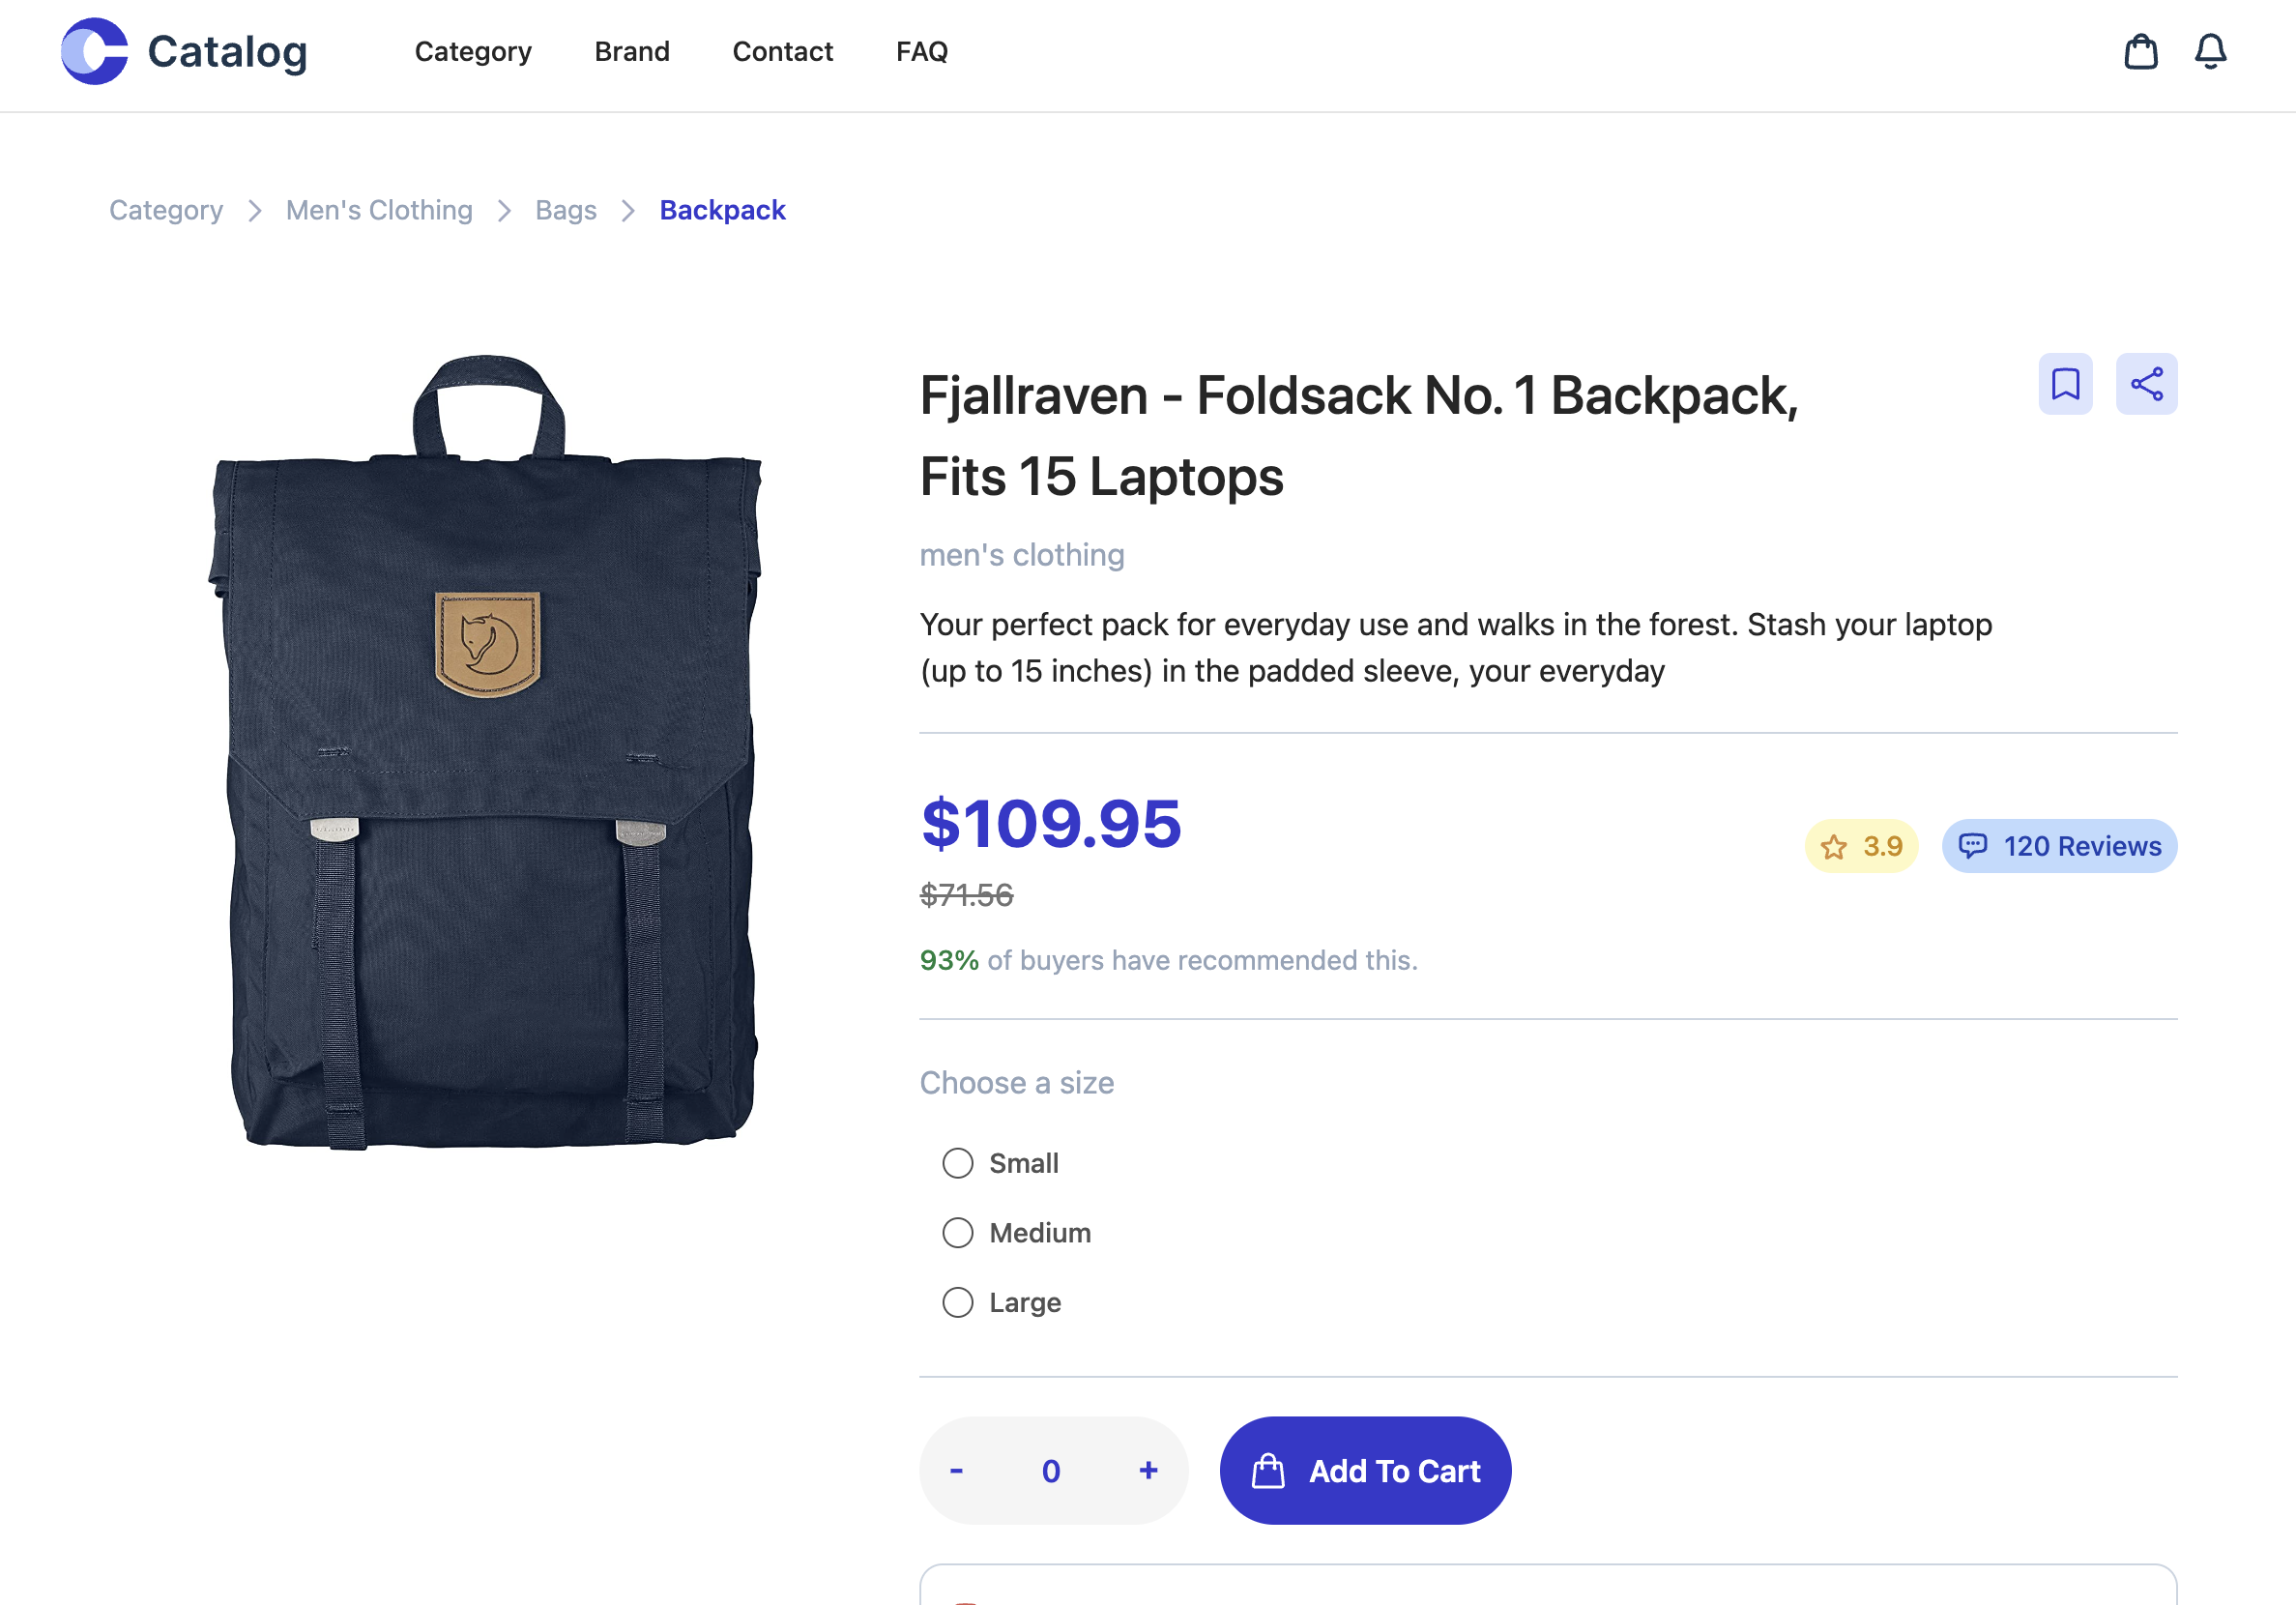 Catalog
Category
Brand
Contact
FAQ
Category > Men's Clothing > Bags > Backpack
Fjallraven - Foldsack No. 1 Backpack,
Fits 15 Laptops
men's clothing
Your perfect pack for everyday use and walks in the forest. Stash your laptop
(up to 15 inches) in the padded sleeve, your everyday
$109.95
3.9
120 Reviews
$71.56
93% of buyers have recommended this.
Choose a size
Small
Medium
Large
- 0 +
Add To Cart